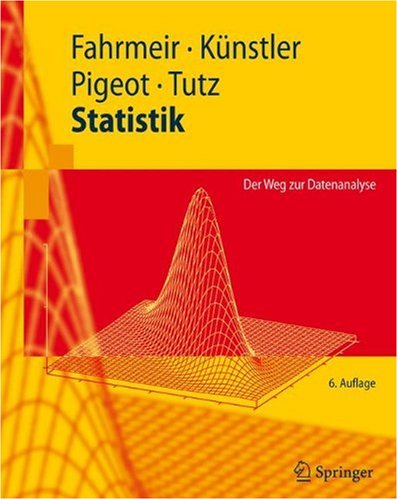 Fahrmeir · Künstler
Pigeot · Tutz
Statistik
Der Weg zur Datenanalyse
6. Auflage
Springer